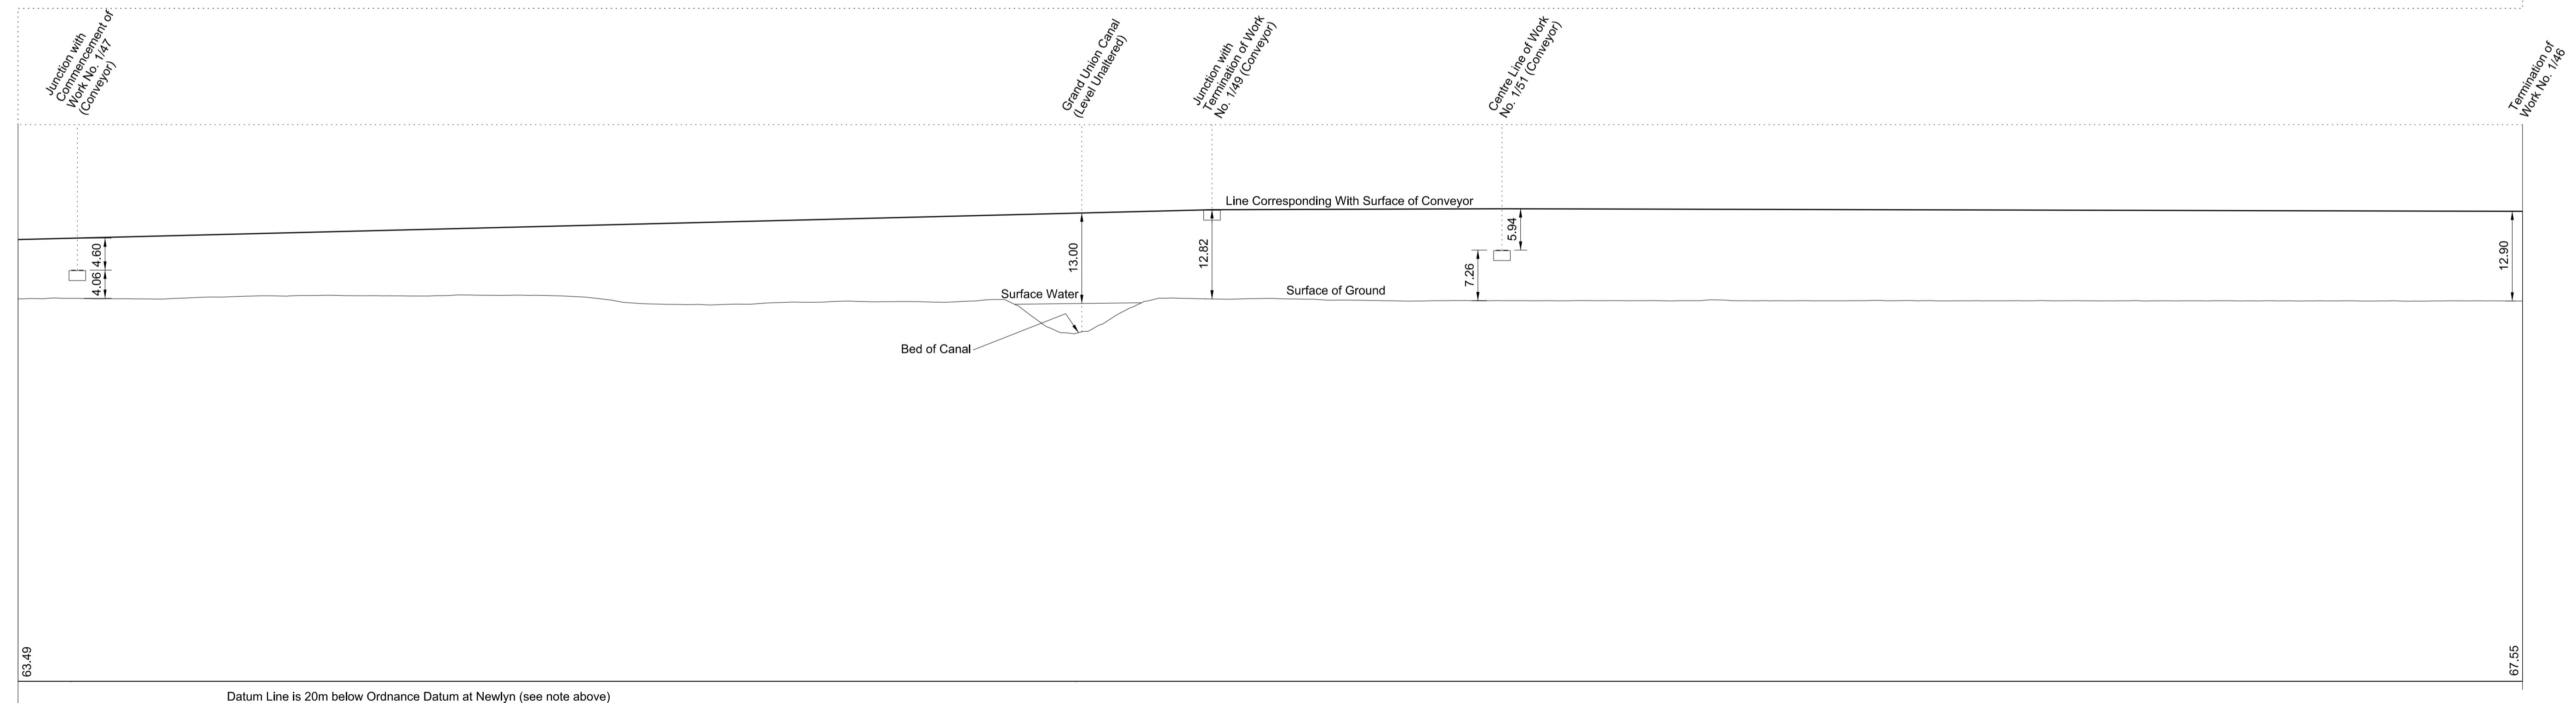 Junction with
Commencement of
Work No. 1/47
(Conveyor)
Grand Union Canal
(Level Unaltered)
Junction with
Termination of Work
No. 1/49 (Conveyor)
Centre Line of Work
No. 1/51 (Conveyor)
Termination of
Work No. 1/46
Line Corresponding With Surface of Conveyor
4.60
4.06
13.00
12.82
5.94
7.26
12.90
Surface Water
Surface of Ground
Bed of Canal
63.49
67.55
Datum Line is 20m below Ordnance Datum at Newlyn (see note above)